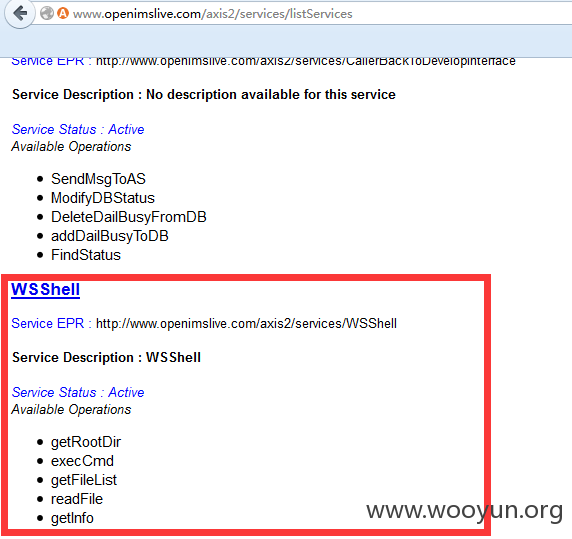 www.openimslive.com/axis2/services/listServices
Service EPR : http://www.openimslive.com/axis2/services/CallerBackToDevelopInterface
Service Description : No description available for this service
Service Status : Active
Available Operations
SendMsgToAS
ModifyDBStatus
DeleteDailBusyFromDB
addDailBusyToDB
FindStatus
WSShell
Service EPR : http://www.openimslive.com/axis2/services/WSShell
Service Description : WSShell
Service Status : Active
Available Operations
getRootDir
execCmd
getFileList
readFile
getInfo
www.wooyun.org